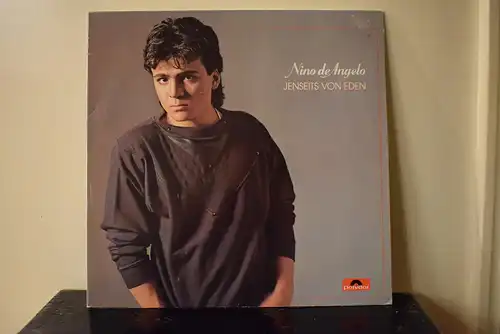 Nino de Angelo
JENSEITS VON EDEN
polydor